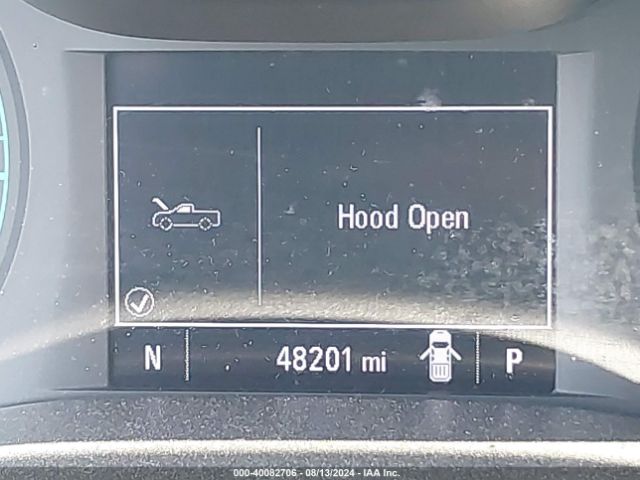 Hood Open
N 48201 mi P
000-40082706 - 08/13/2024 - IAA Inc.